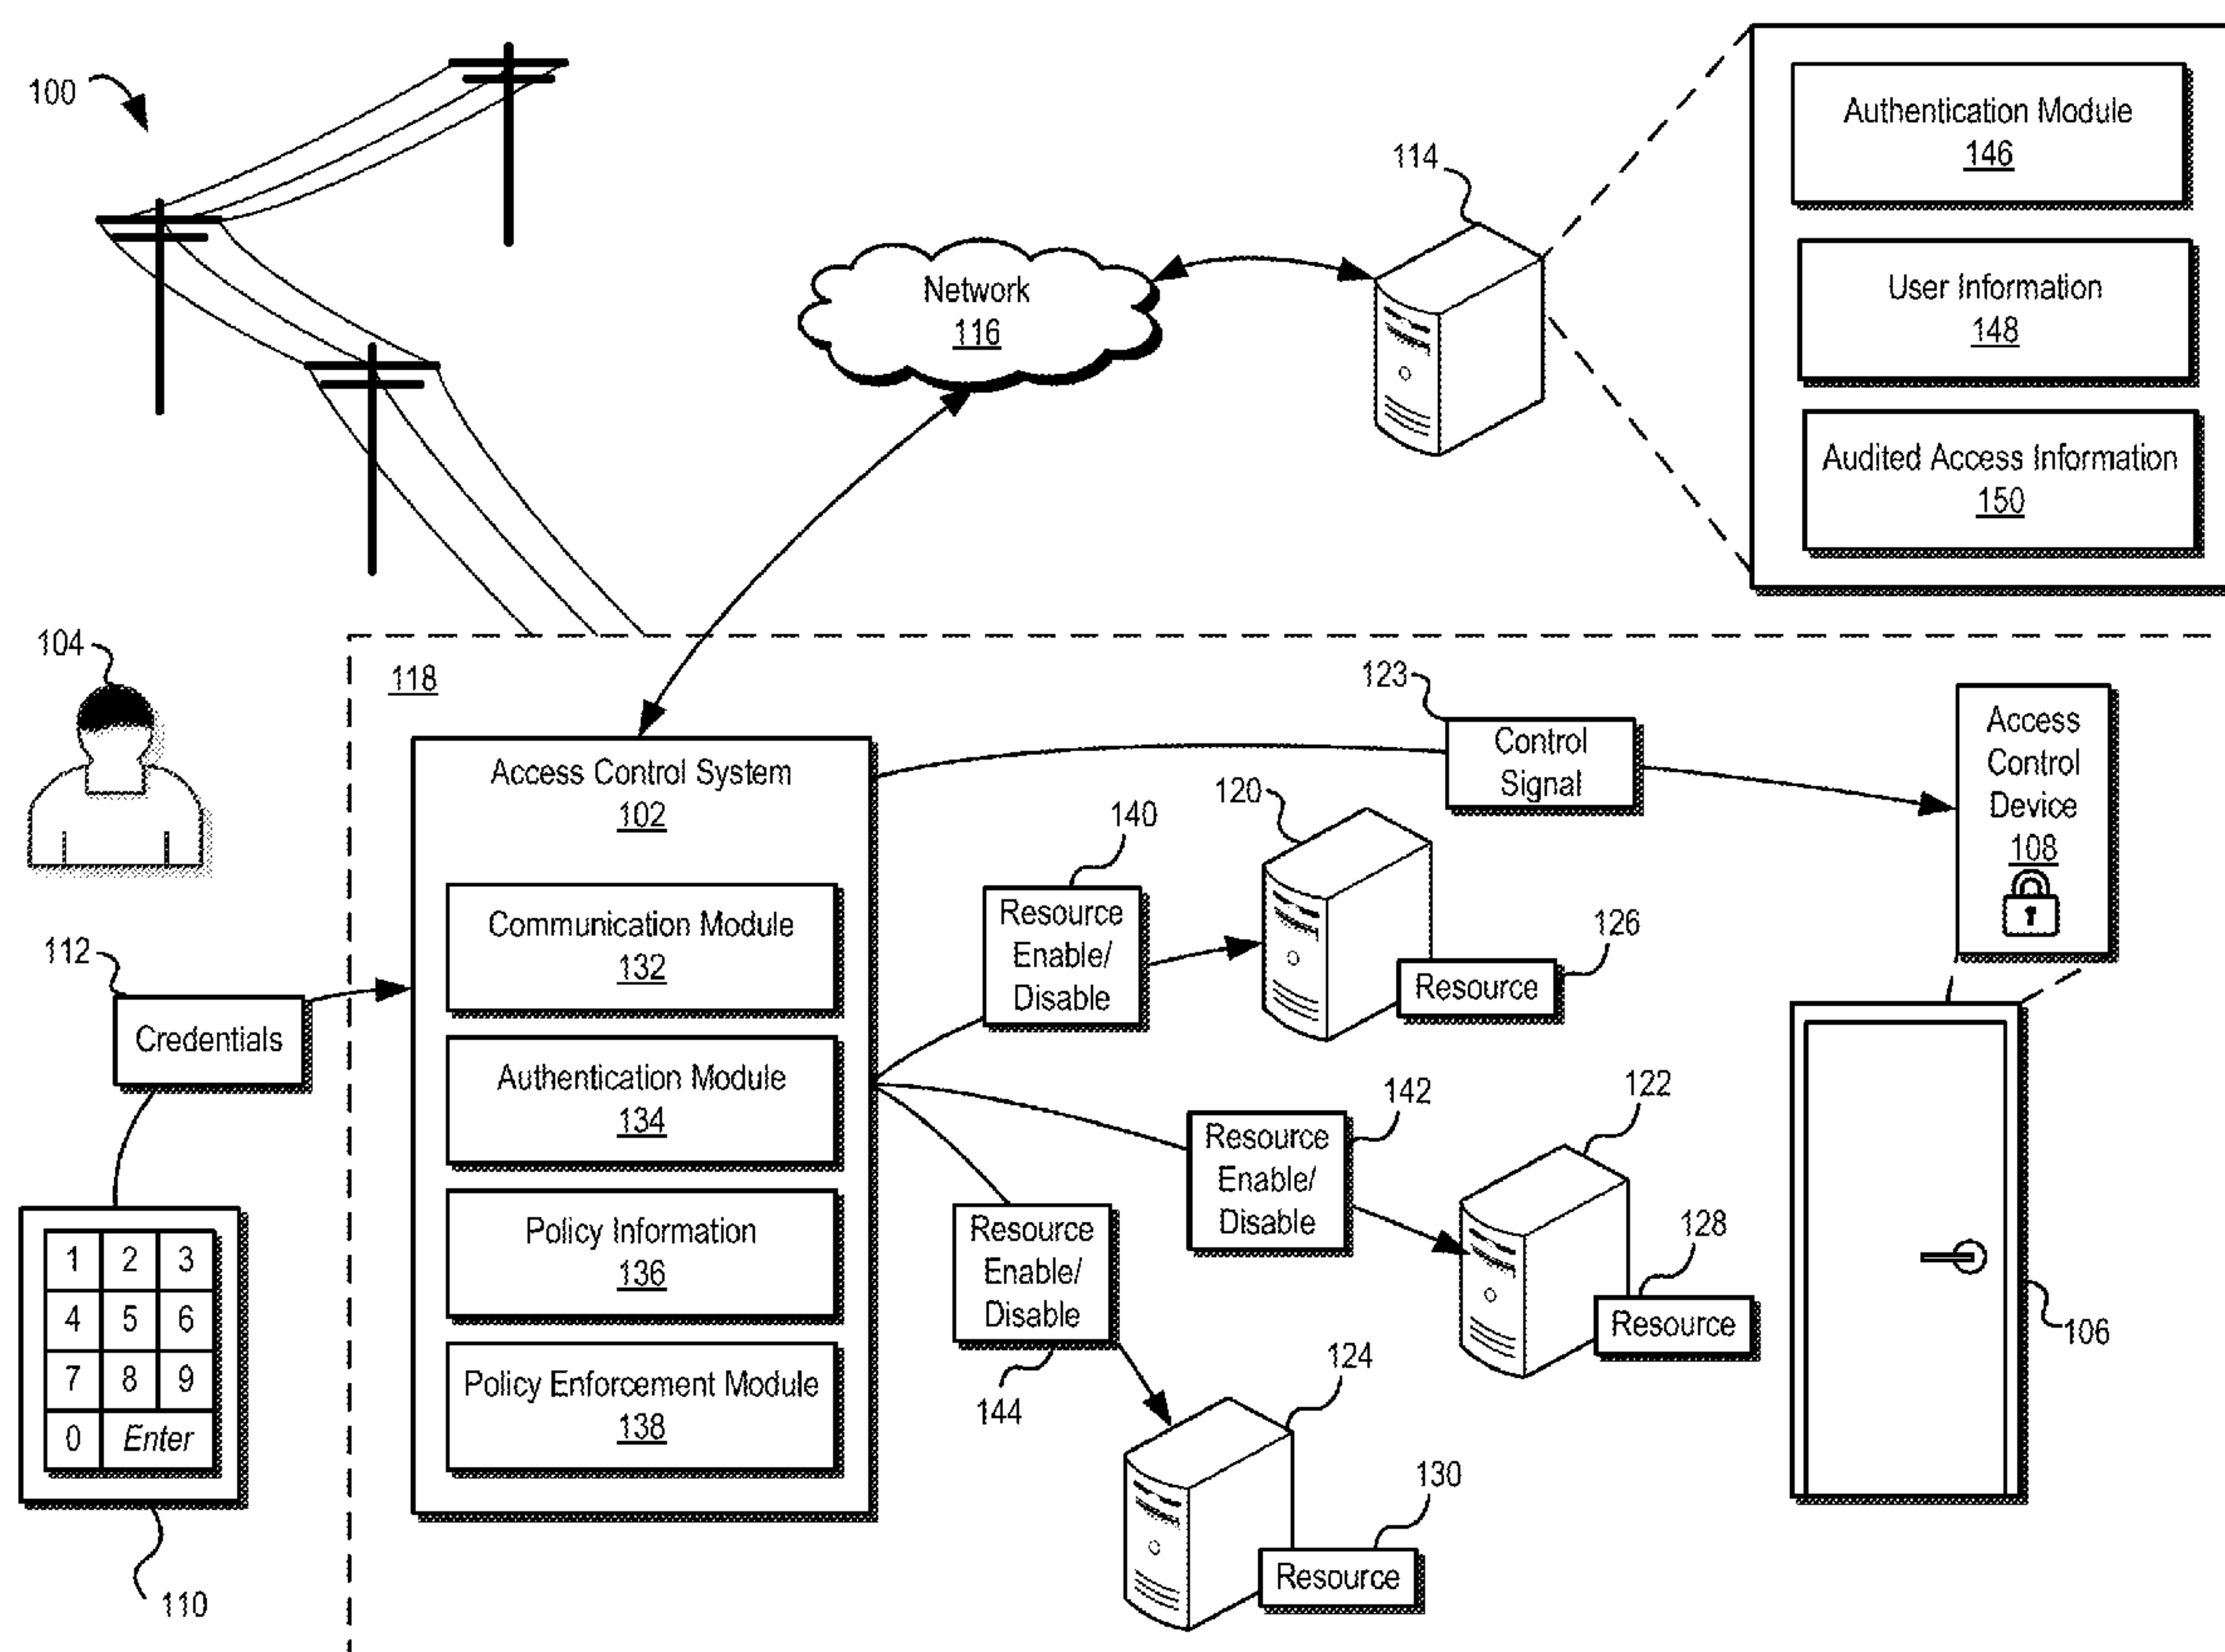 100
114
Authentication Module
146
User Information
148
Audited Access Information
150
Network
116
104
118
123
Control
Signal
Access
Control
Device
108
Access Control System
102
Communication Module
132
Authentication Module
134
Policy Information
136
Policy Enforcement Module
138
112
Credentials
1 2 3
4 5 6
7 8 9
0 Enter
110
140
Resource
Enable/
Disable
120
126
Resource
142
Resource
Enable/
Disable
122
128
Resource
Resource
Enable/
Disable
144
124
130
Resource
106